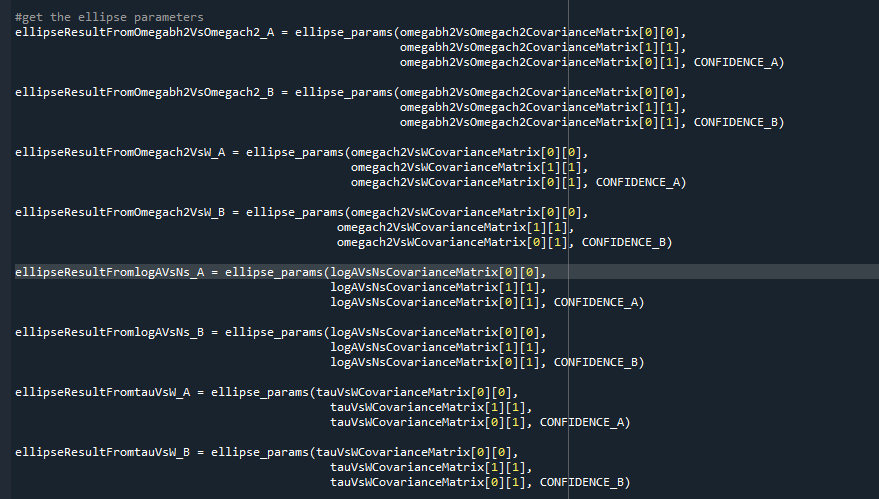 #get the ellipse parameters
ellipseResultFromOmegabh2VsOmegach2_A = ellipse_params(omegabh2VsOmegach2CovarianceMatrix[0][0],
omegabh2VsOmegach2CovarianceMatrix[1][1],
omegabh2VsOmegach2CovarianceMatrix[0][1], CONFIDENCE_A)
ellipseResultFromOmegabh2VsOmegach2_B = ellipse_params(omegabh2VsOmegach2CovarianceMatrix[0][0],
omegabh2VsOmegach2CovarianceMatrix[1][1],
omegabh2VsOmegach2CovarianceMatrix[0][1], CONFIDENCE_B)
ellipseResultFromOmegach2VsW_A = ellipse_params(omegach2VsWCovarianceMatrix[0][0],
omegach2VsWCovarianceMatrix[1][1],
omegach2VsWCovarianceMatrix[0][1], CONFIDENCE_A)
ellipseResultFromOmegach2VsW_B = ellipse_params(omegach2VsWCovarianceMatrix[0][0],
omegach2VsWCovarianceMatrix[1][1],
omegach2VsWCovarianceMatrix[0][1], CONFIDENCE_B)
ellipseResultFromlogAVsNs_A = ellipse_params(logAVsNsCovarianceMatrix[0][0],
logAVsNsCovarianceMatrix[1][1],
logAVsNsCovarianceMatrix[0][1], CONFIDENCE_A)
ellipseResultFromlogAVsNs_B = ellipse_params(logAVsNsCovarianceMatrix[0][0],
logAVsNsCovarianceMatrix[1][1],
logAVsNsCovarianceMatrix[0][1], CONFIDENCE_B)
ellipseResultFromtauVsW_A = ellipse_params(tauVsWCovarianceMatrix[0][0],
tauVsWCovarianceMatrix[1][1],
tauVsWCovarianceMatrix[0][1], CONFIDENCE_A)
ellipseResultFromtauVsW_B = ellipse_params(tauVsWCovarianceMatrix[0][0],
tauVsWCovarianceMatrix[1][1],
tauVsWCovarianceMatrix[0][1], CONFIDENCE_B)